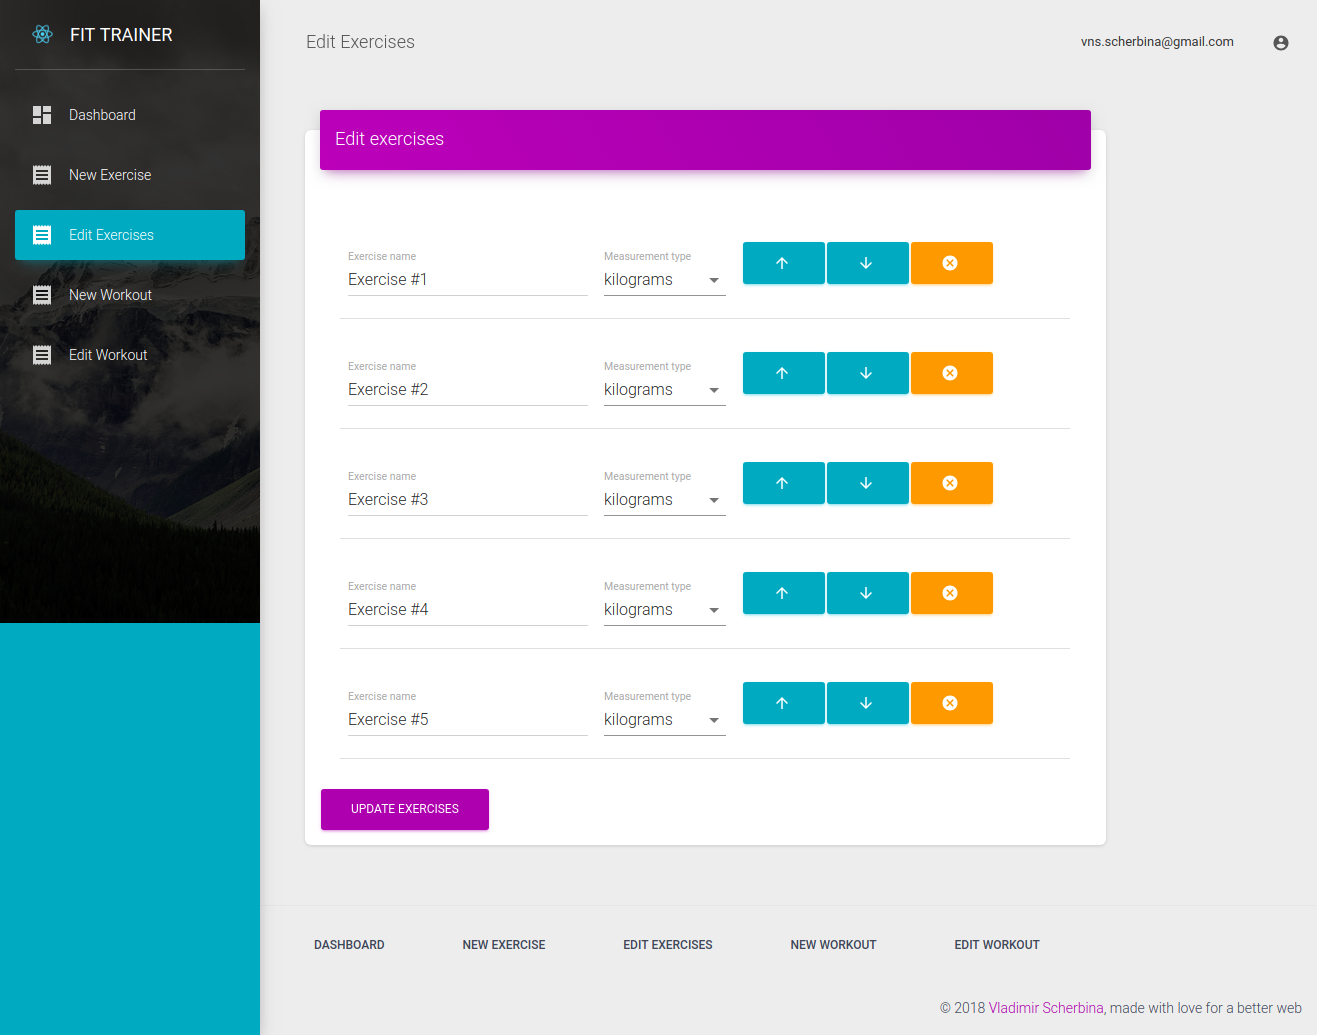 FIT TRAINER
Dashboard
New Exercise
Edit Exercises
New Workout
Edit Workout
Edit Exercises
vns.scherbina@gmail.com
Edit exercises
Exercise name
Measurement type
Exercise #1
kilograms
Exercise name
Measurement type
Exercise #2
kilograms
Exercise name
Measurement type
Exercise #3
kilograms
Exercise name
Measurement type
Exercise #4
kilograms
Exercise name
Measurement type
Exercise #5
kilograms
UPDATE EXERCISES
DASHBOARD
NEW EXERCISE
EDIT EXERCISES
NEW WORKOUT
EDIT WORKOUT
© 2018 Vladimir Scherbina, made with love for a better web